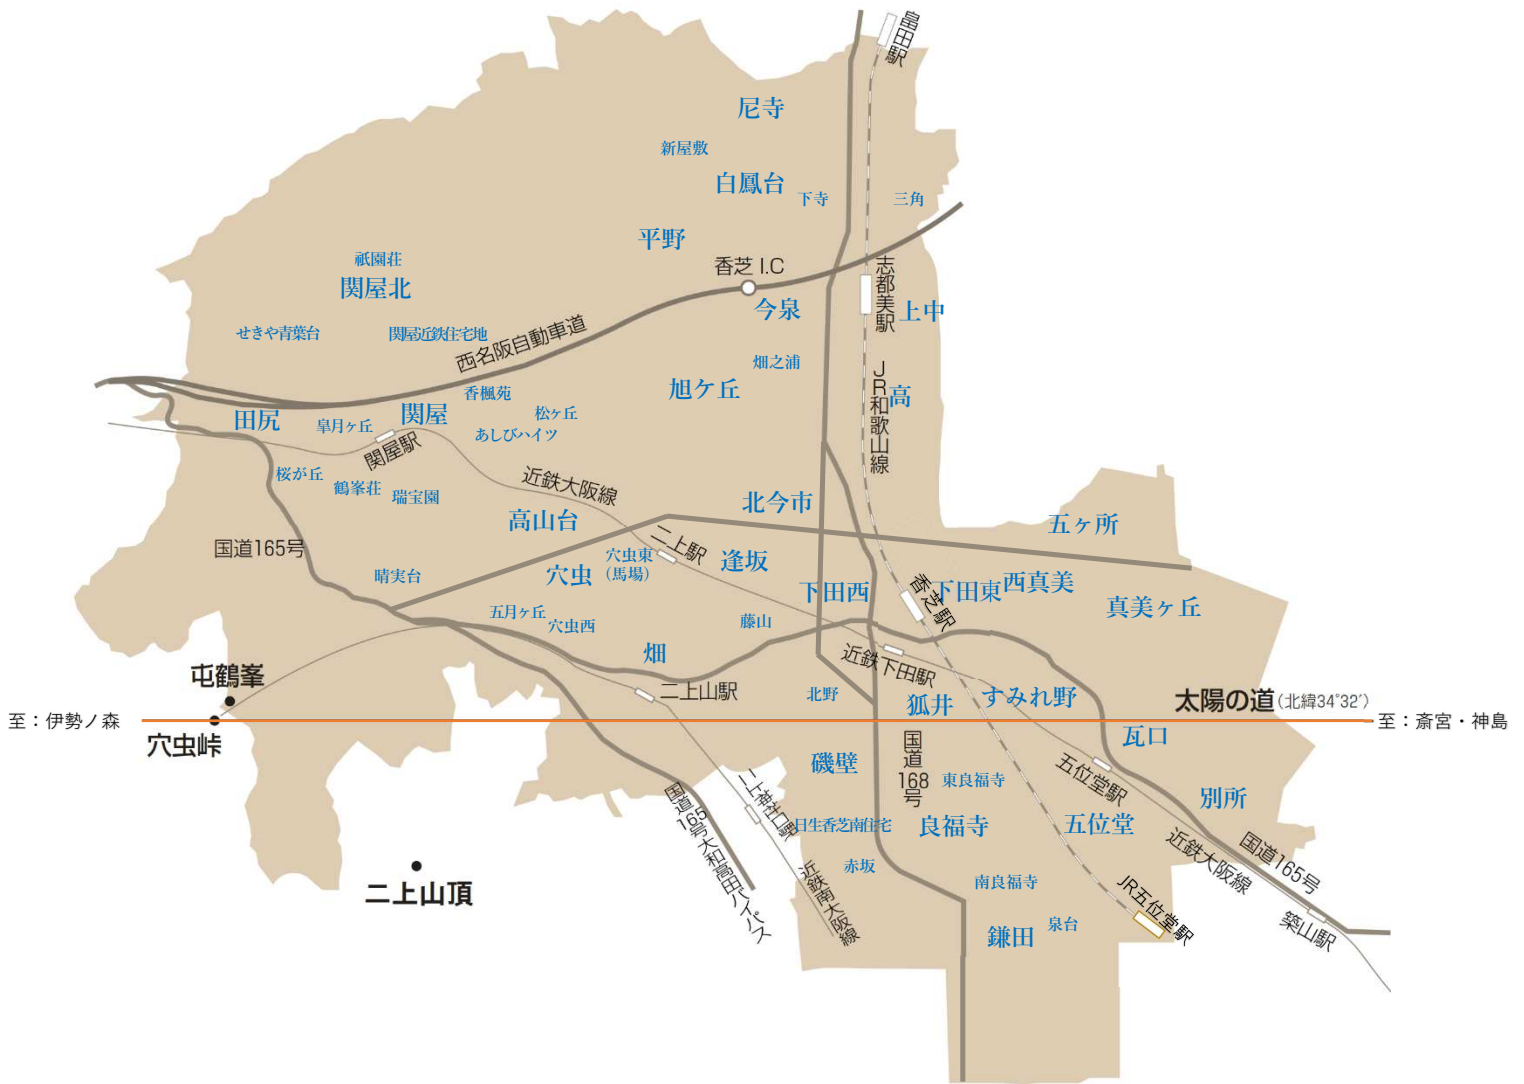 畠田駅
尼寺
新屋敷
白鳳台
下寺
三角
平野
祇園荘
関屋北
香芝 I.C
志都美駅
今泉
上中
せきや青葉台
関屋近鉄住宅地
西名阪自動車道
畑之浦
JR和歌山線
旭ケ丘
高
香楓苑
松ヶ丘
田尻
皐月ヶ丘
関屋
あしびハイツ
関屋駅
桜が丘
鶴峯荘
瑞宝園
近鉄大阪線
北今市
高山台
五ヶ所
国道165号
二上駅
穴虫東
(馬場)
逢坂
晴実台
穴虫
下田西
香芝駅
下田東
西真美
真美ヶ丘
五月ヶ丘
穴虫西
藤山
畑
近鉄下田駅
屯鶴峯
二上山駅
北野
狐井
すみれ野
太陽の道(北緯34°32′)
至：伊勢ノ森
至：斎宮・神島
穴虫峠
国道168号
瓦口
磯壁
東良福寺
五位堂駅
二上神社口駅
国道165号大和高田バイパス
別所
日生香芝南住宅
良福寺
五位堂
近鉄大阪線
国道165号
赤坂
近鉄南大阪線
二上山頂
南良福寺
JR五位堂駅
泉台
鎌田
築山駅